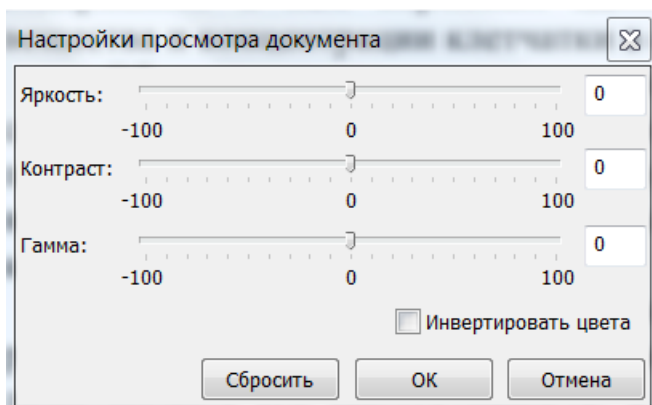 Настройки просмотра документа
Яркость: 0
-100 0 100
Контраст: 0
-100 0 100
Гамма: 0
-100 0 100
Инвертировать цвета
Сбросить ОК Отмена